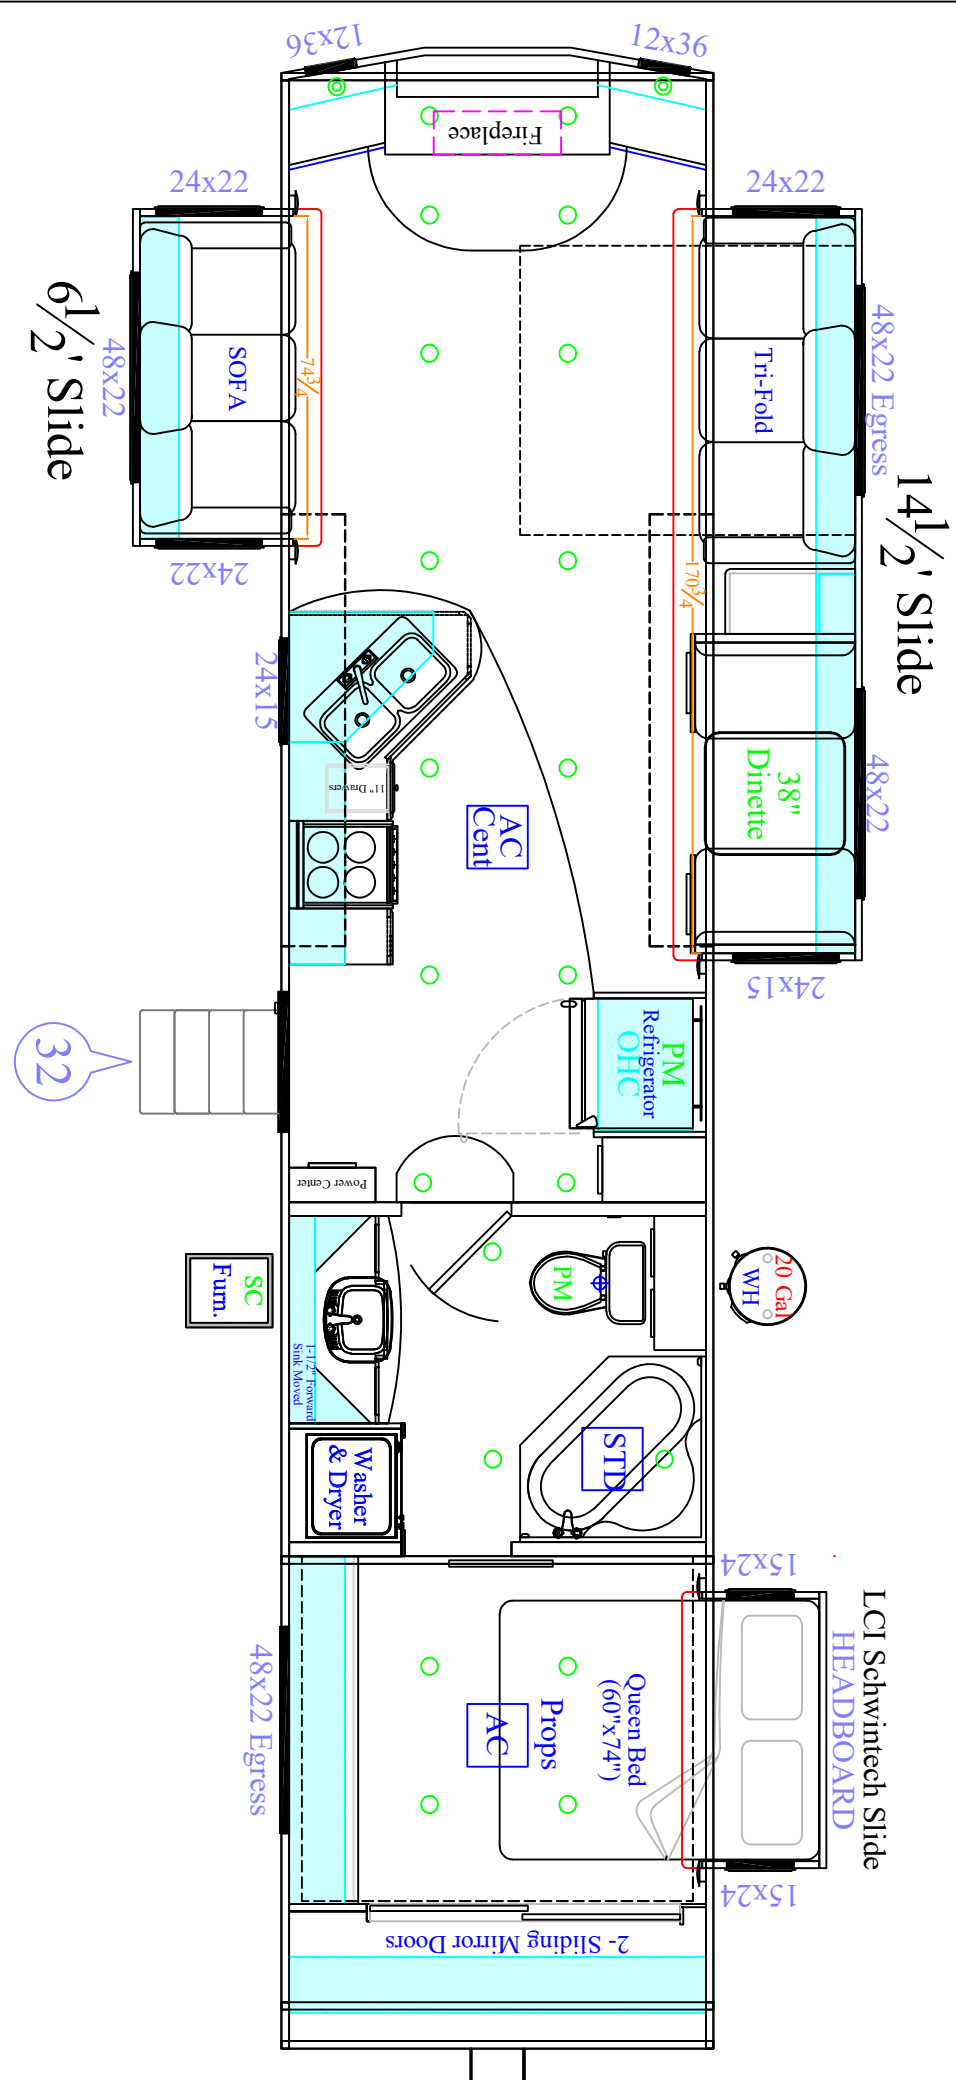 12x36
12x36
Fireplace
24x22
24x22
6½' Slide
48x22
SOFA
74¾
24x22
Tri-Fold
48x22 Egress
14½' Slide
170¾
24x15
11" Drawers
AC
Cent
38"
Dinette
48x22
24x15
32
PM
Refrigerator
OHC
Power Center
SC
Furn.
PM
20 Gal
WH
1-1/2" Forward
Sink Moved
Washer
& Dryer
STD
15x24
LCI Schwintech Slide
HEADBOARD
48x22 Egress
Queen Bed
(60"x74")
Props
AC
15x24
2- Sliding Mirror Doors